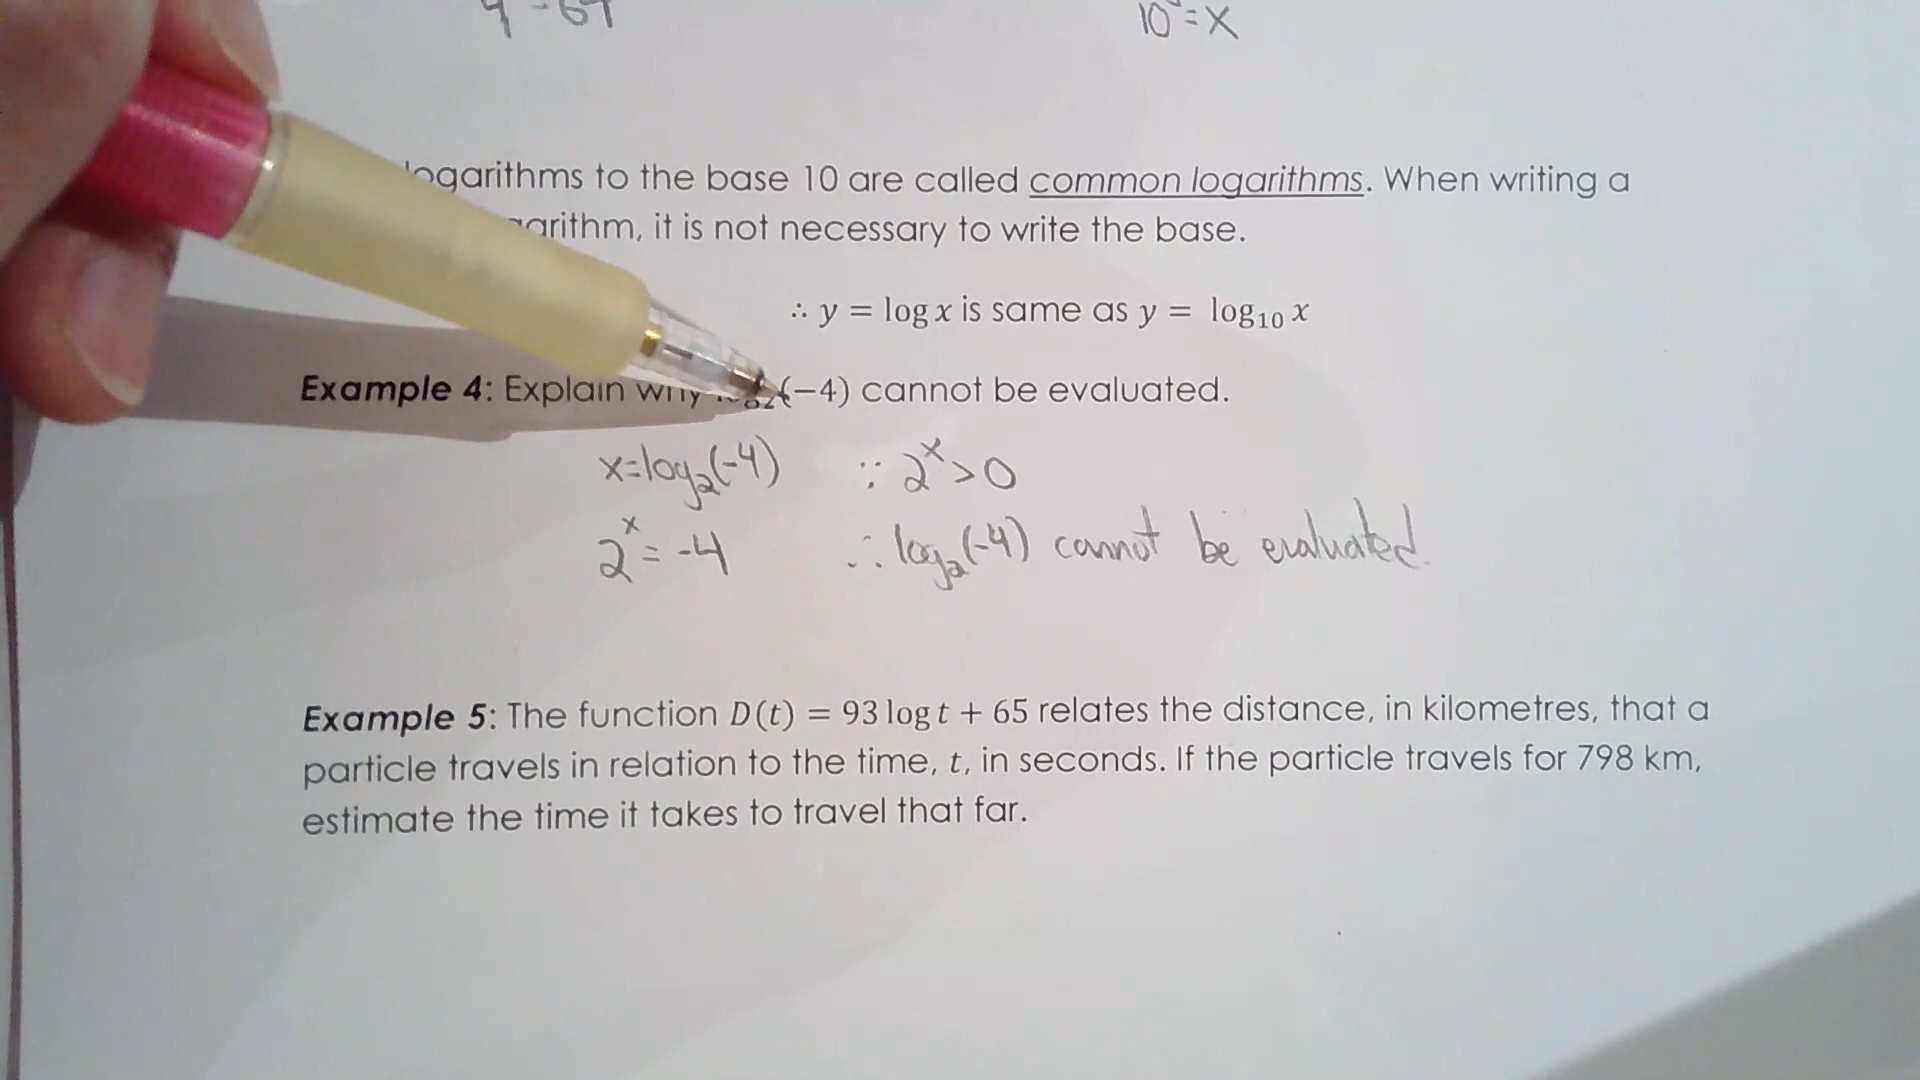 10 = x
logarithms to the base 10 are called common logarithms. When writing a
arithm, it is not necessary to write the base.
∴ y = log x is same as y = log₁₀ x
Example 4: Explain why log₂(−4) cannot be evaluated.
x=log₂(-4) ∵ 2ˣ>0
2ˣ = -4 ∴ log₂(-4) cannot be evaluated.
Example 5: The function D(t) = 93 log t + 65 relates the distance, in kilometres, that a
particle travels in relation to the time, t, in seconds. If the particle travels for 798 km,
estimate the time it takes to travel that far.